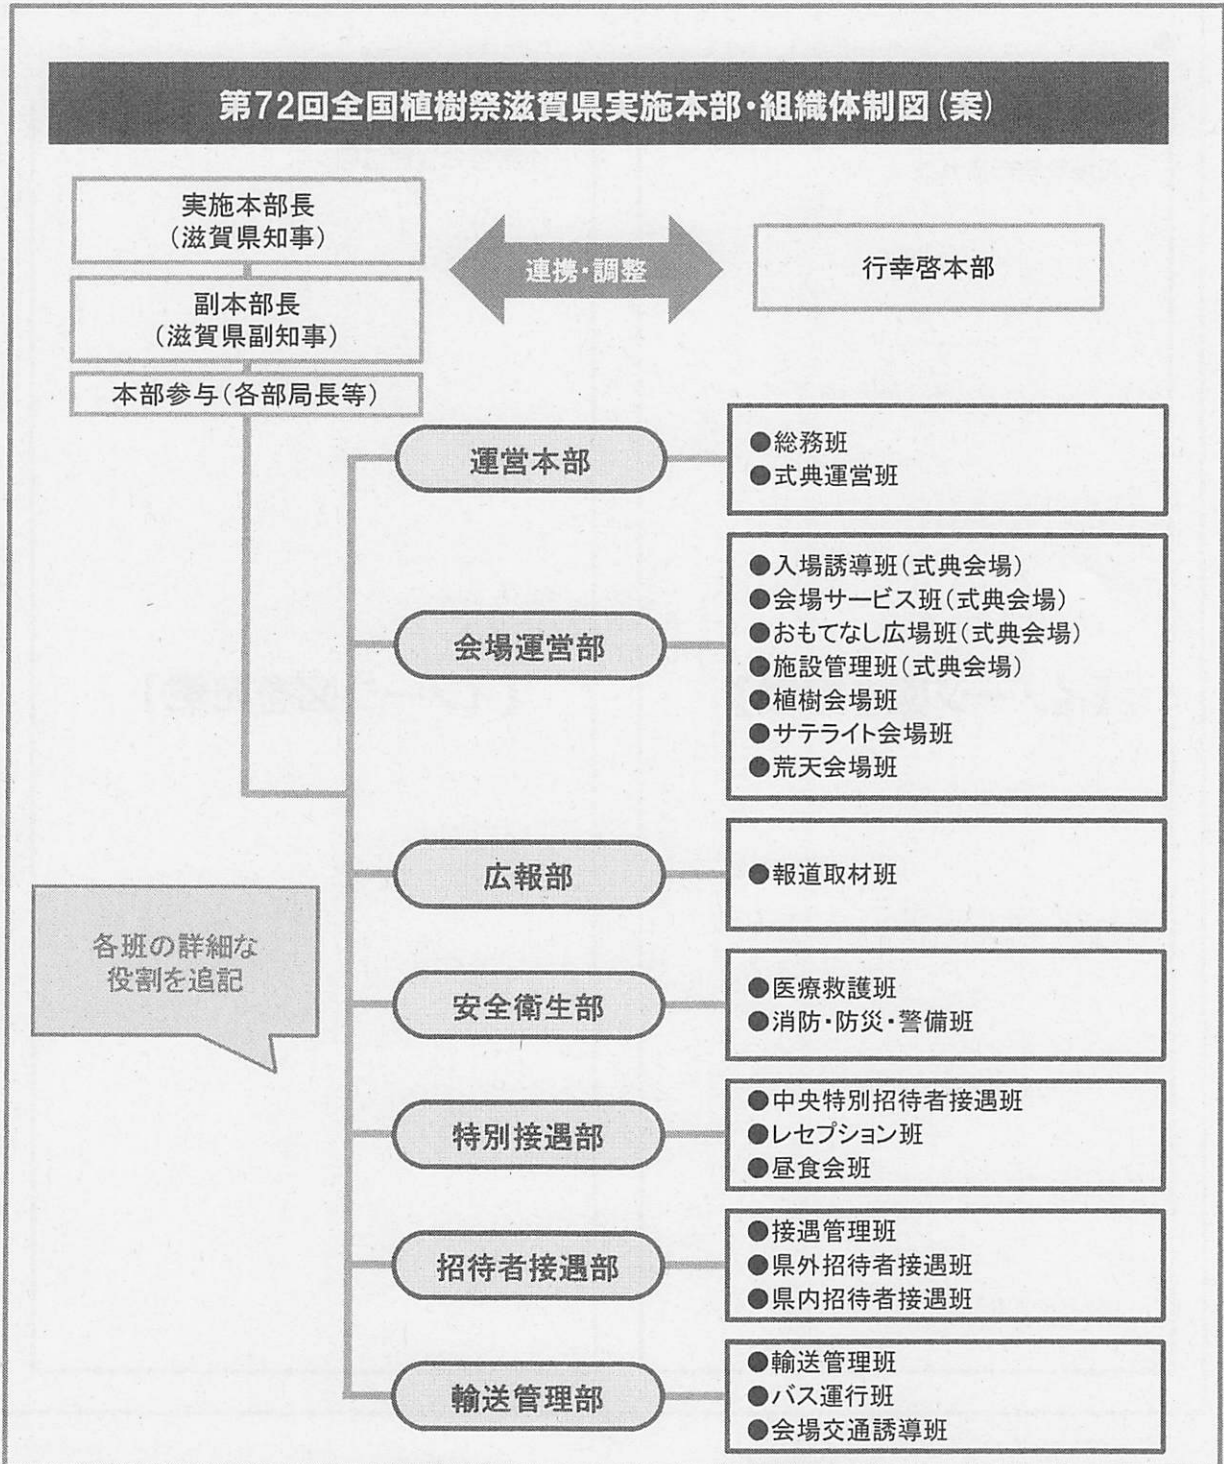 第72回全国植樹祭滋賀県実施本部・組織体制図(案)
実施本部長
(滋賀県知事)
連携・調整
行幸啓本部
副本部長
(滋賀県副知事)
本部参与(各部局長等)
運営本部
●総務班
●式典運営班
会場運営部
●入場誘導班(式典会場)
●会場サービス班(式典会場)
●おもてなし広場班(式典会場)
●施設管理班(式典会場)
●植樹会場班
●サテライト会場班
●荒天会場班
広報部
●報道取材班
各班の詳細な
役割を追記
安全衛生部
●医療救護班
●消防・防災・警備班
特別接遇部
●中央特別招待者接遇班
●レセプション班
●昼食会班
招待者接遇部
●接遇管理班
●県外招待者接遇班
●県内招待者接遇班
輸送管理部
●輸送管理班
●バス運行班
●会場交通誘導班